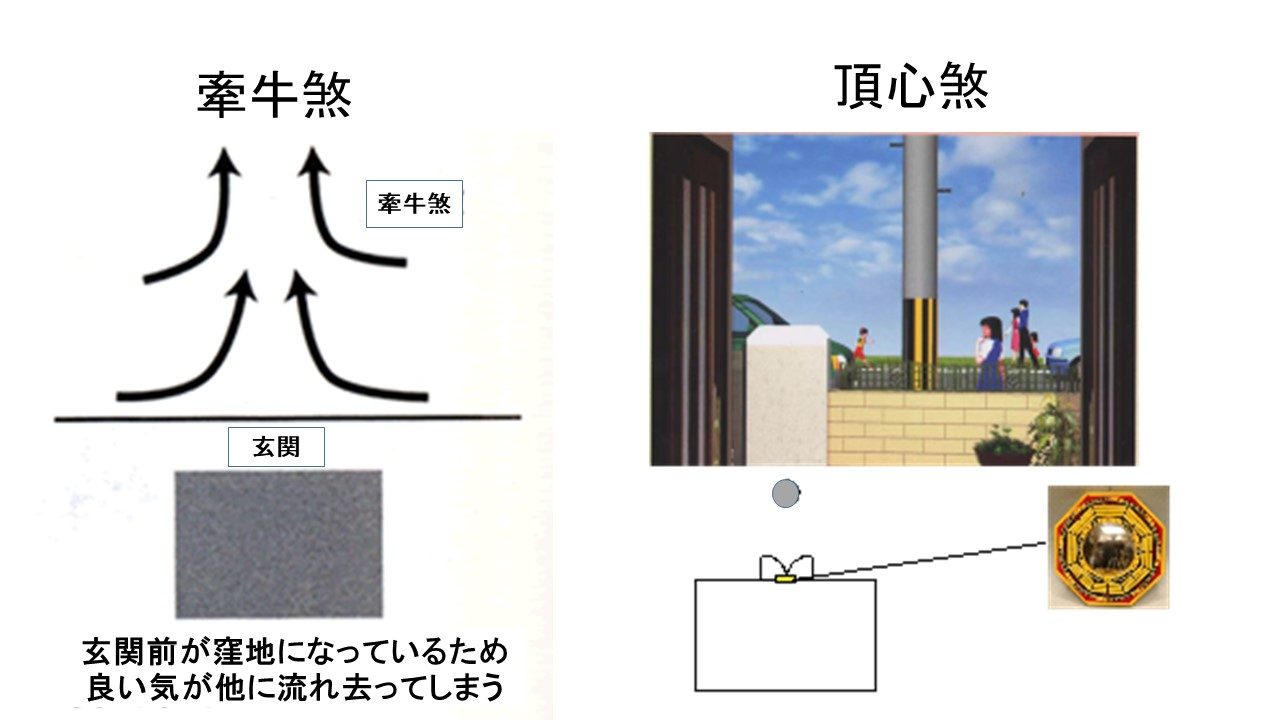 牽牛煞
牽牛煞
玄関
玄関前が窪地になっているため
良い気が他に流れ去ってしまう
頂心煞